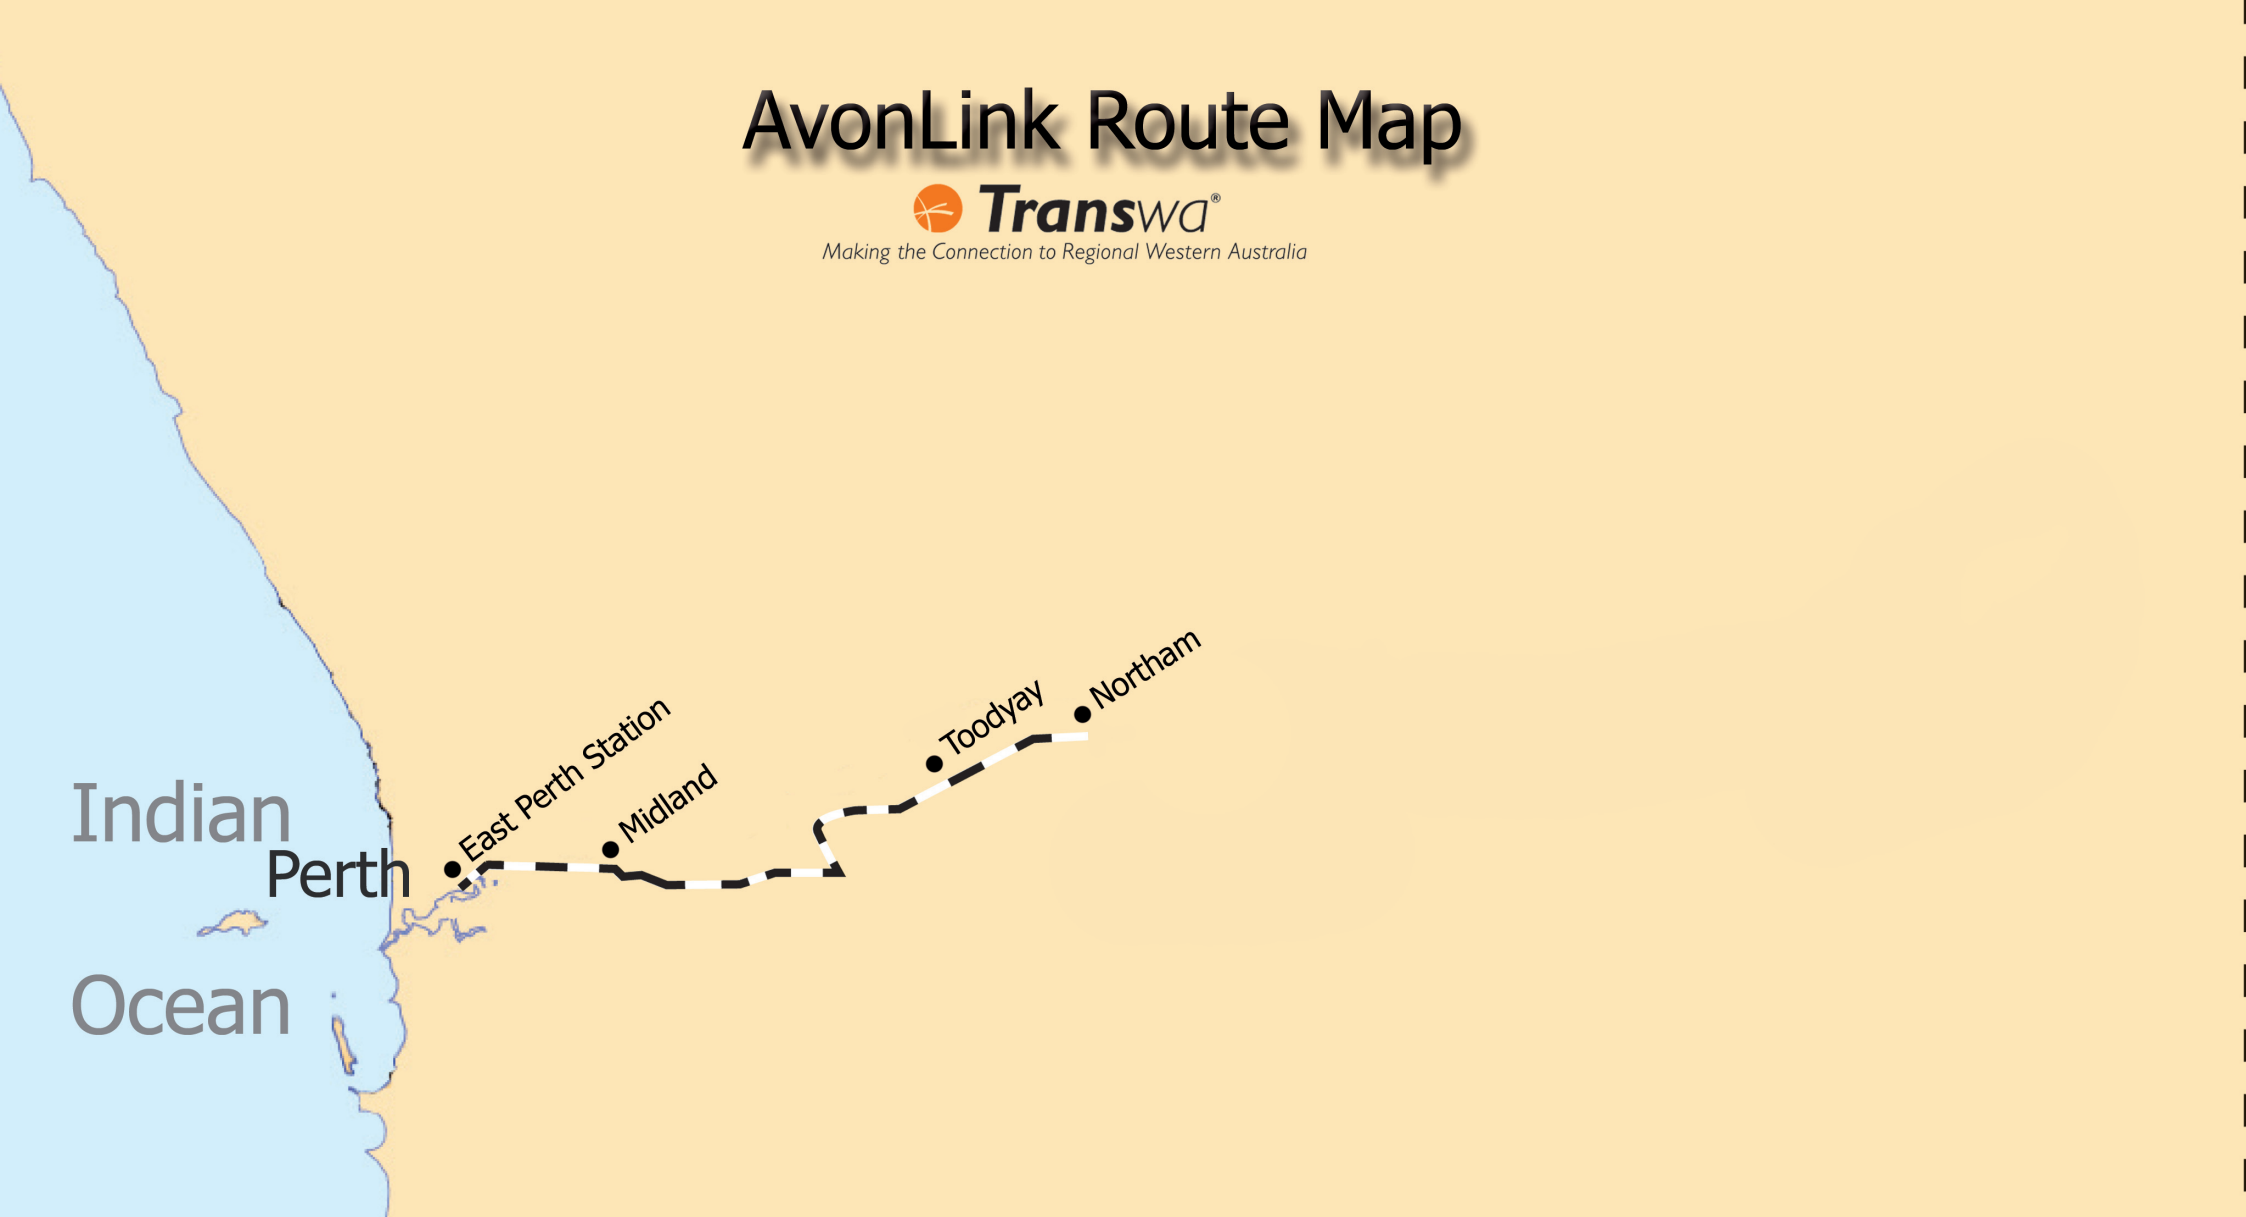 AvonLink Route Map
Transwa®
Making the Connection to Regional Western Australia
Northam
Toodyay
East Perth Station
Midland
Indian
Perth
Ocean